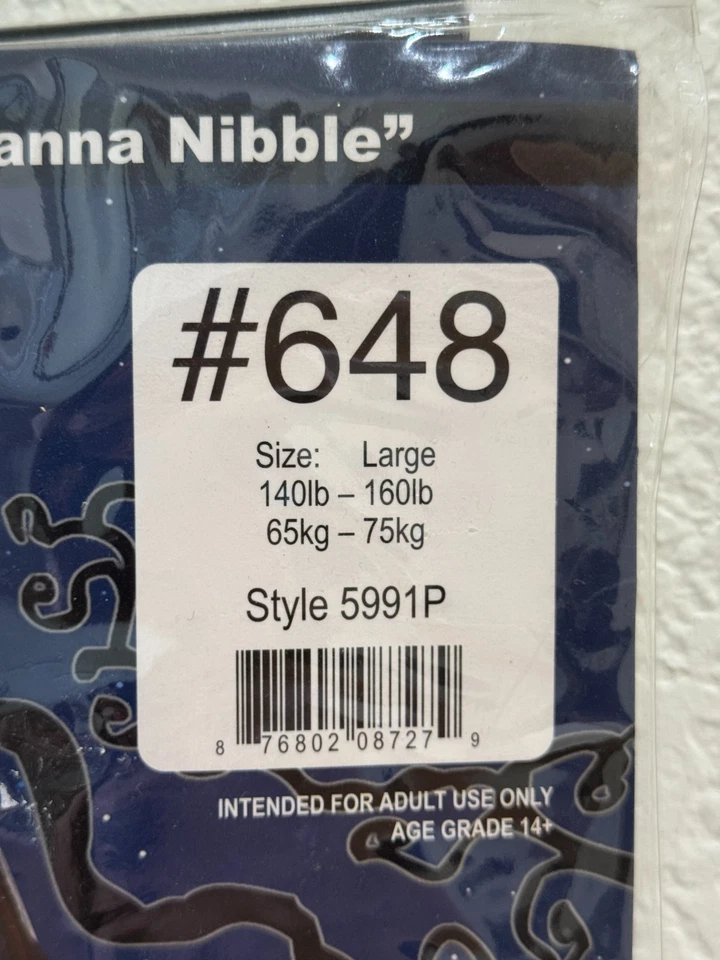 anna Nibble”
#648
Size: Large
140lb – 160lb
65kg – 75kg
Style 5991P
8 76802 08727 9
INTENDED FOR ADULT USE ONLY
AGE GRADE 14+